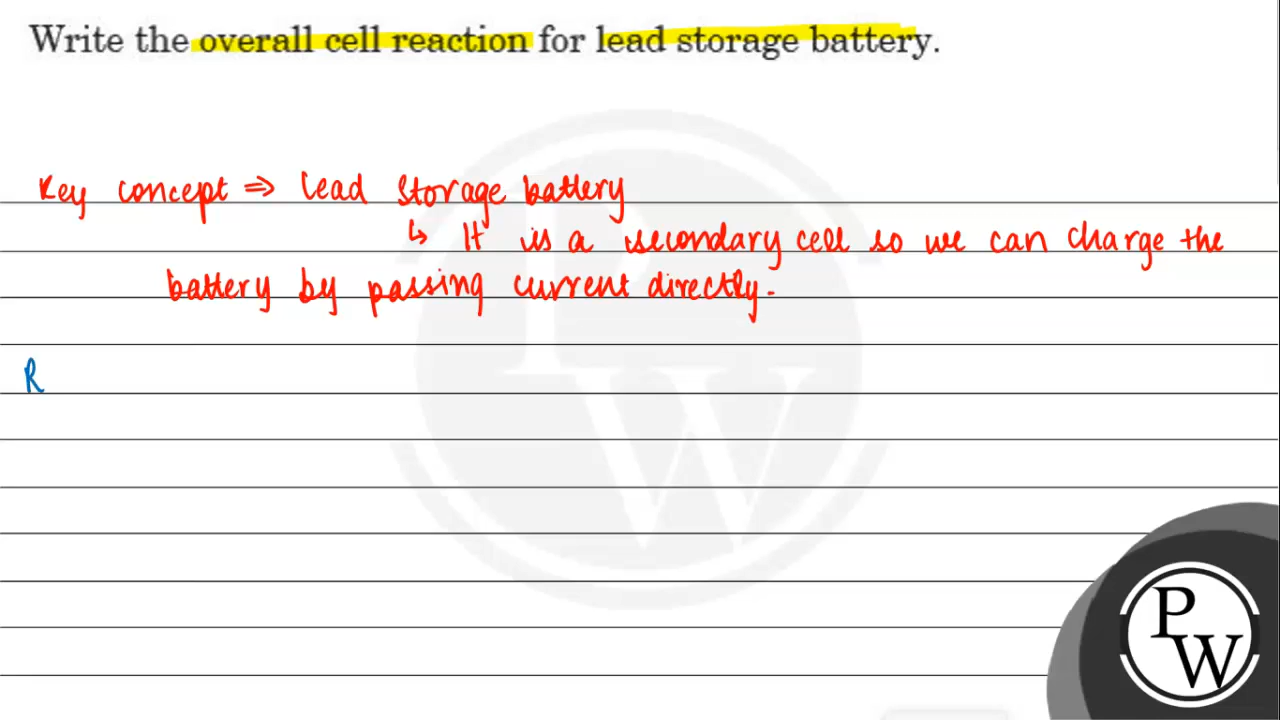 Write the overall cell reaction for lead storage battery.
Key concept ⇒ Lead storage battery
↳ It is a secondary cell so we can charge the
battery by passing current directly.
R
P
W
P
W